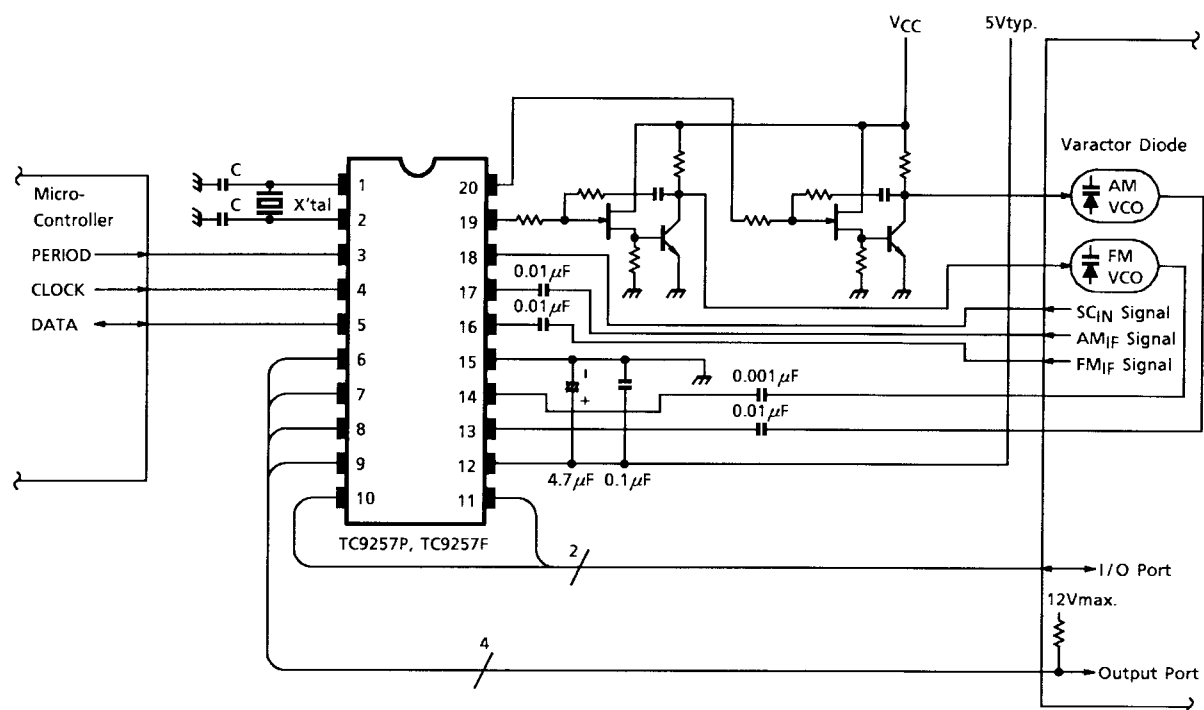 VCC
5Vtyp.
Micro-
Controller
PERIOD
CLOCK
DATA
C
C
X'tal
1
2
3
4
5
6
7
8
9
10
20
19
18
17
16
15
14
13
12
11
TC9257P, TC9257F
0.01μF
0.01μF
-
+
4.7μF
0.1μF
0.001μF
0.01μF
Varactor Diode
AM
VCO
FM
VCO
SCIN Signal
AMIF Signal
FMIF Signal
2
I/O Port
12Vmax.
4
Output Port